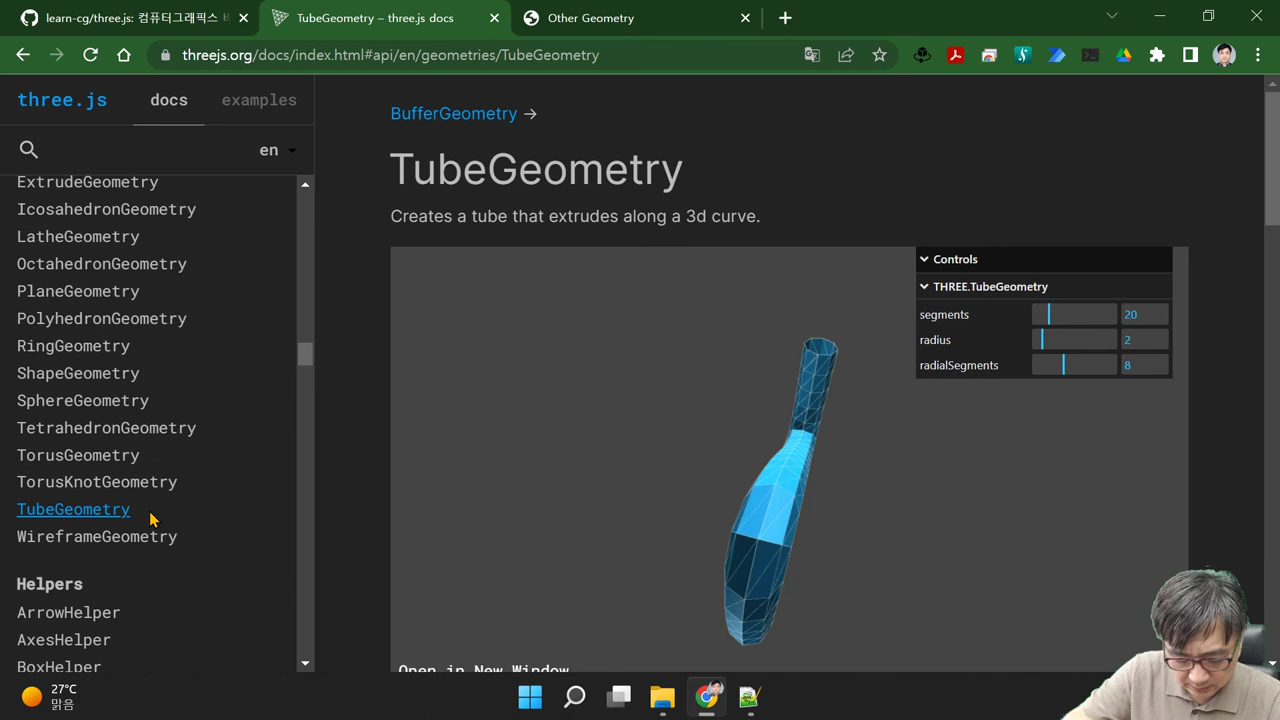 learn-cg/three.js: 컴퓨터그래픽스
TubeGeometry – three.js docs
Other Geometry
threejs.org/docs/index.html#api/en/geometries/TubeGeometry
three.js
docs
examples
en
ExtrudeGeometry
IcosahedronGeometry
LatheGeometry
OctahedronGeometry
PlaneGeometry
PolyhedronGeometry
RingGeometry
ShapeGeometry
SphereGeometry
TetrahedronGeometry
TorusGeometry
TorusKnotGeometry
TubeGeometry
WireframeGeometry
Helpers
ArrowHelper
AxesHelper
BoxHelper
BufferGeometry →
TubeGeometry
Creates a tube that extrudes along a 3d curve.
Controls
THREE.TubeGeometry
segments 20
radius 2
radialSegments 8
Open in New Window
27°C
맑음